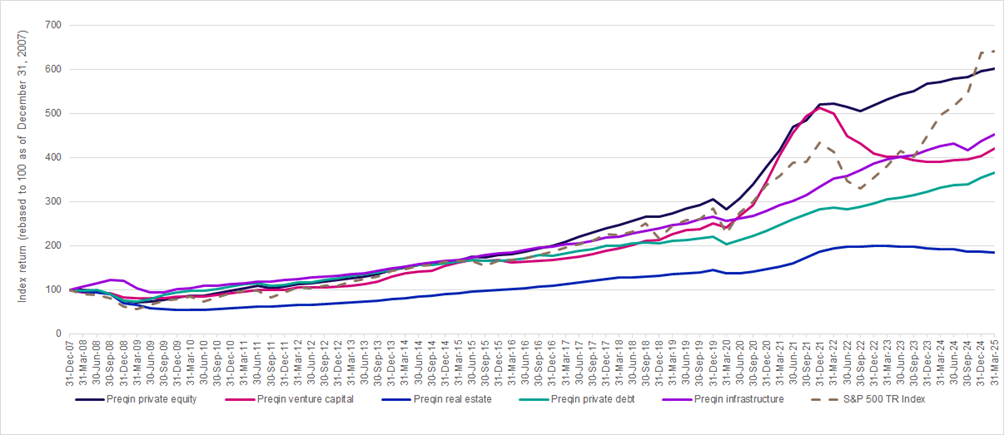 Index return (rebased to 100 as of December 31, 2007)
700
600
500
400
300
200
100
0
31-Dec-07
31-Mar-08
30-Jun-08
30-Sep-08
31-Dec-08
31-Mar-09
30-Jun-09
30-Sep-09
31-Dec-09
31-Mar-10
30-Jun-10
30-Sep-10
31-Dec-10
31-Mar-11
30-Jun-11
30-Sep-11
31-Dec-11
31-Mar-12
30-Jun-12
30-Sep-12
31-Dec-12
31-Mar-13
30-Jun-13
30-Sep-13
31-Dec-13
31-Mar-14
30-Jun-14
30-Sep-14
31-Dec-14
31-Mar-15
30-Jun-15
30-Sep-15
31-Dec-15
31-Mar-16
30-Jun-16
30-Sep-16
31-Dec-16
31-Mar-17
30-Jun-17
30-Sep-17
31-Dec-17
31-Mar-18
30-Jun-18
30-Sep-18
31-Dec-18
31-Mar-19
30-Jun-19
30-Sep-19
31-Dec-19
31-Mar-20
30-Jun-20
30-Sep-20
31-Dec-20
31-Mar-21
30-Jun-21
30-Sep-21
31-Dec-21
31-Mar-22
30-Jun-22
30-Sep-22
31-Dec-22
31-Mar-23
30-Jun-23
30-Sep-23
31-Dec-23
31-Mar-24
30-Jun-24
30-Sep-24
31-Dec-24
31-Mar-25
Preqin private equity
Preqin venture capital
Preqin real estate
Preqin private debt
Preqin infrastructure
S&P 500 TR Index